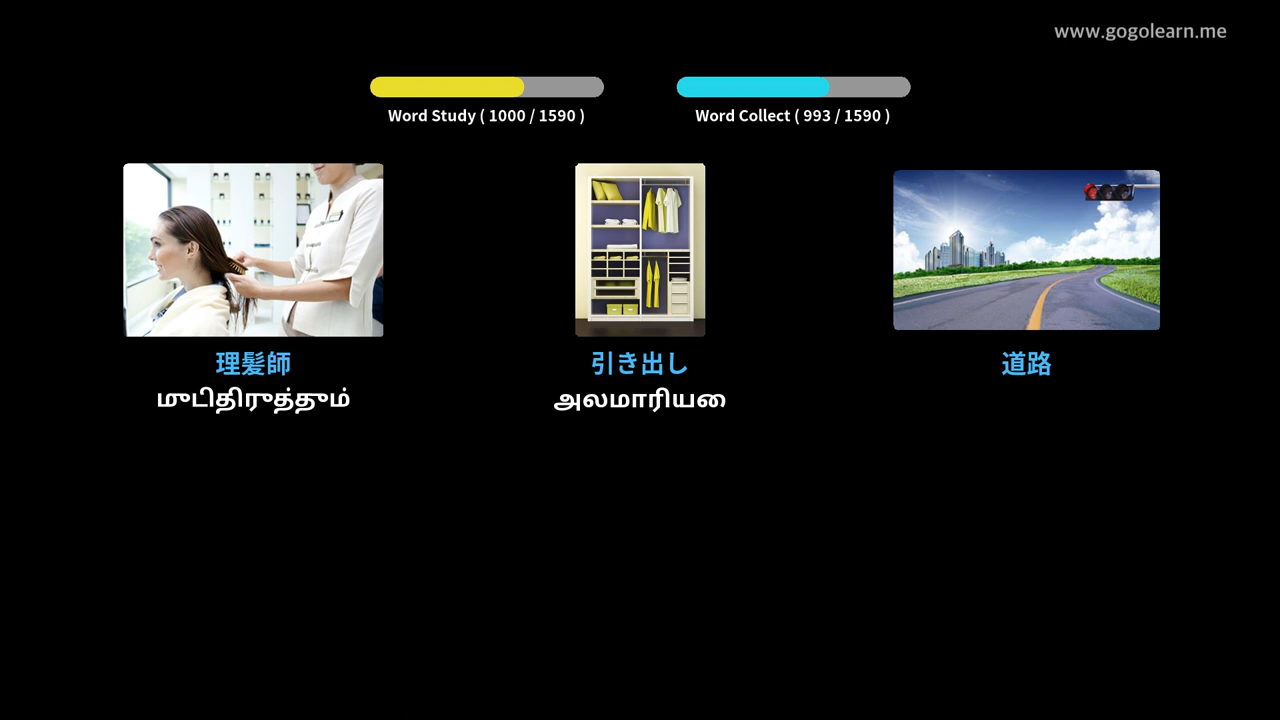 www.gogolearn.me
Word Study ( 1000 / 1590 )
Word Collect ( 993 / 1590 )
理髪師
引き出し
道路
முடிதிருத்தும்
அலமாரியை